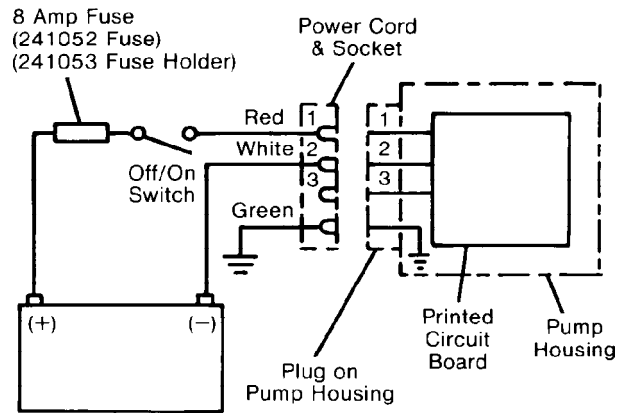 8 Amp Fuse
(241052 Fuse)
(241053 Fuse Holder)
Power Cord
& Socket
Red
1
1
White
2
2
3
3
Off/On
Switch
Green
(+)
(−)
Printed
Circuit
Board
Pump
Housing
Plug on
Pump Housing